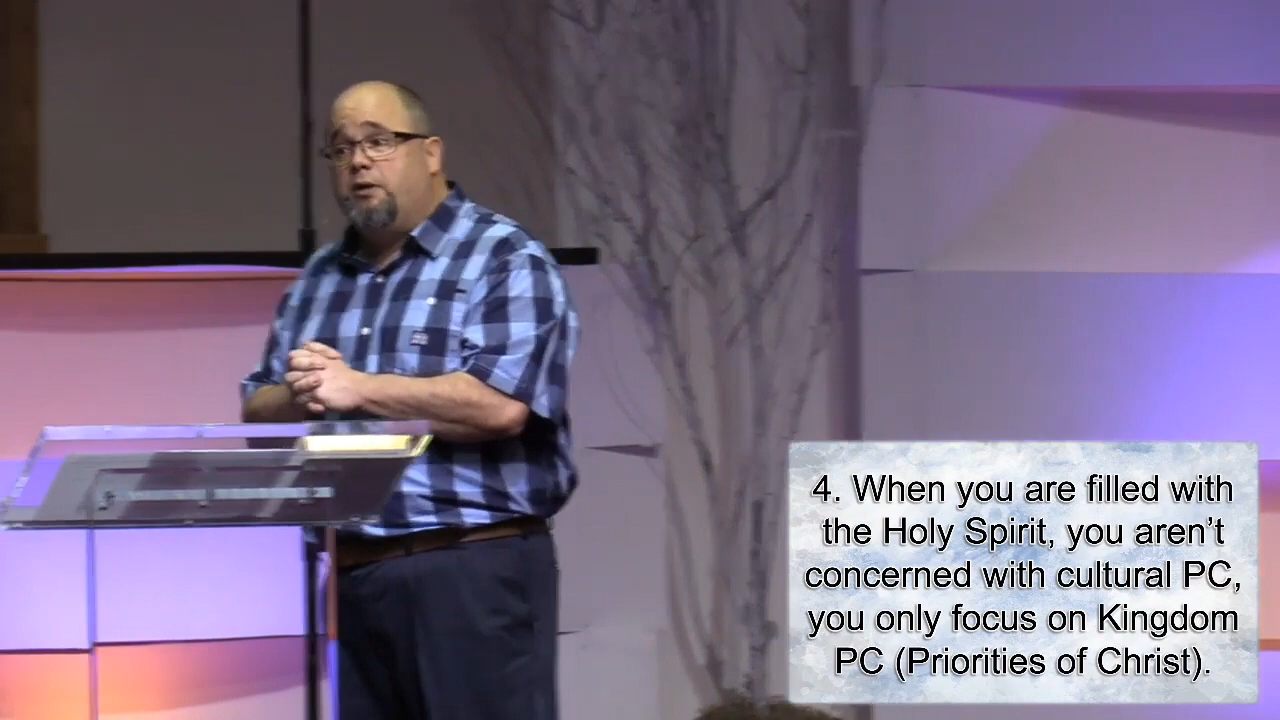 4. When you are filled with
the Holy Spirit, you aren’t
concerned with cultural PC,
you only focus on Kingdom
PC (Priorities of Christ).